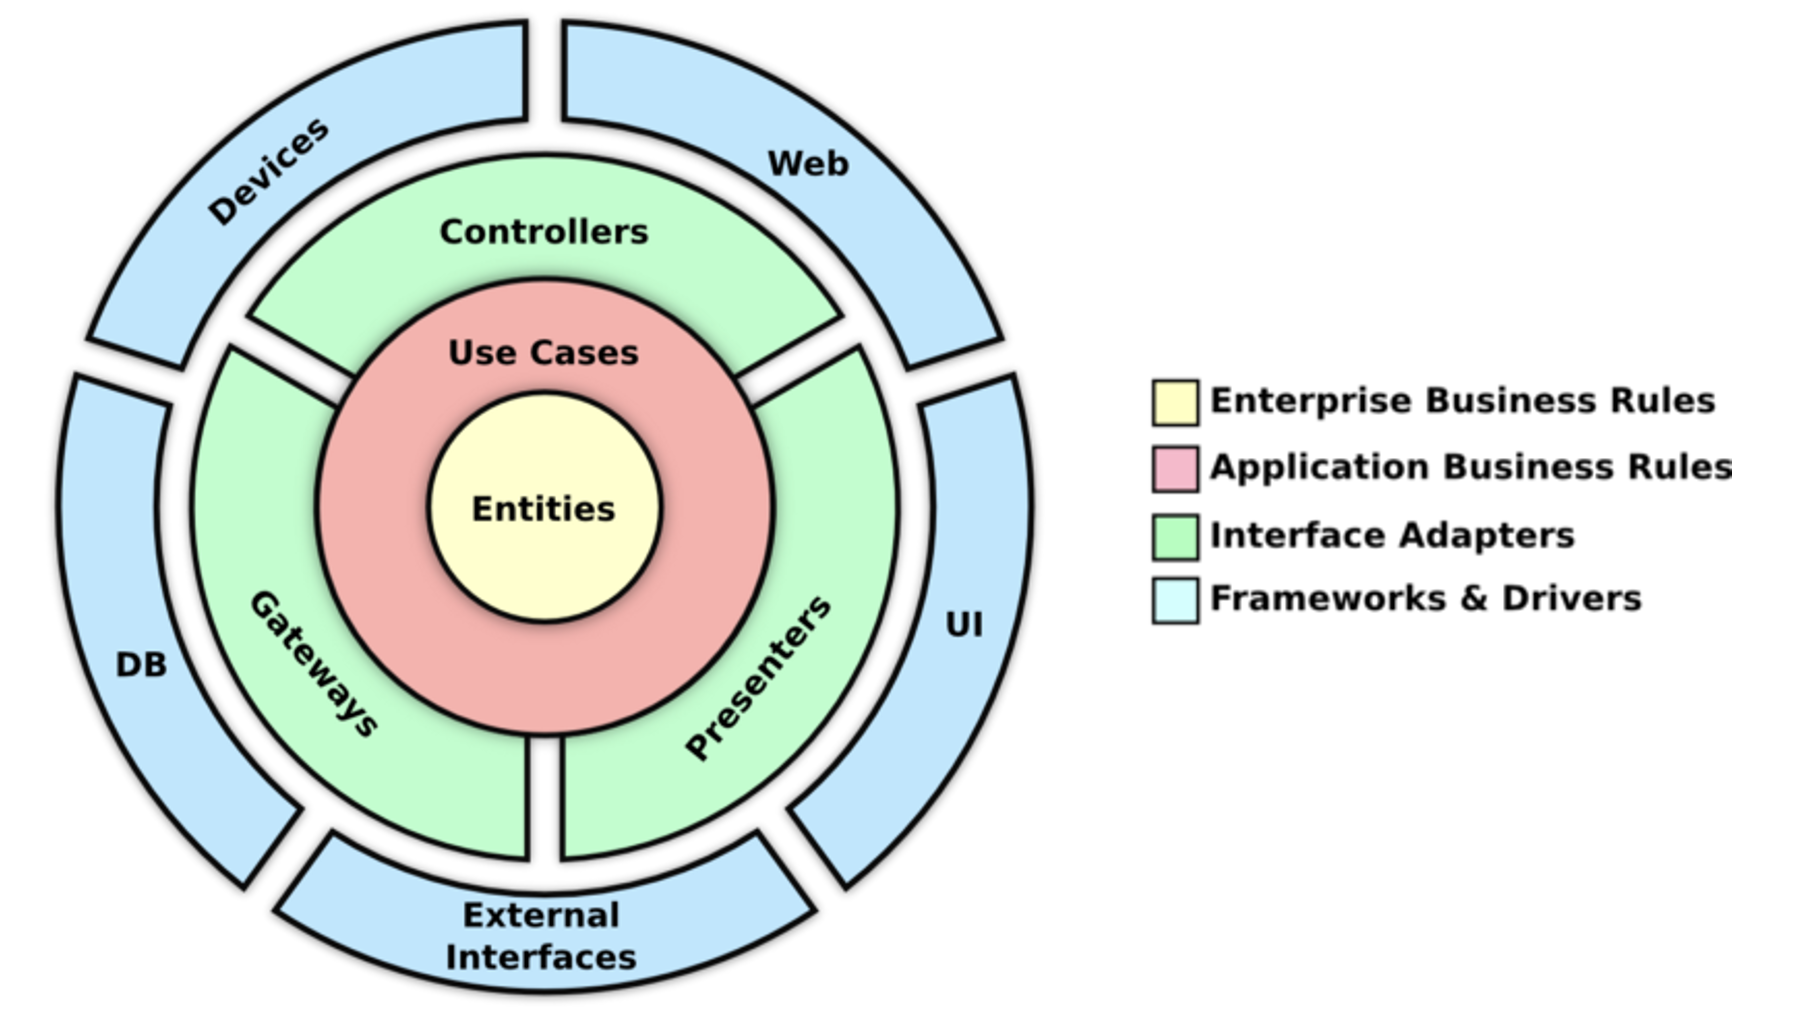 Devices
Web
Controllers
Use Cases
Entities
Gateways
Presenters
DB
UI
External
Interfaces
Enterprise Business Rules
Application Business Rules
Interface Adapters
Frameworks & Drivers